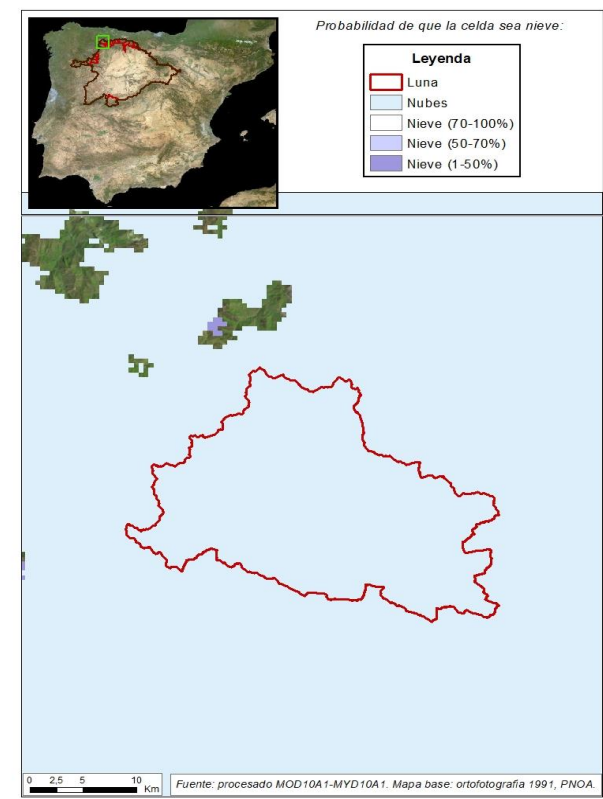 Probabilidad de que la celda sea nieve:
Leyenda
Luna
Nubes
Nieve (70-100%)
Nieve (50-70%)
Nieve (1-50%)
0 2,5 5 10
Km
Fuente: procesado MOD10A1-MYD10A1. Mapa base: ortofotografia 1991, PNOA.